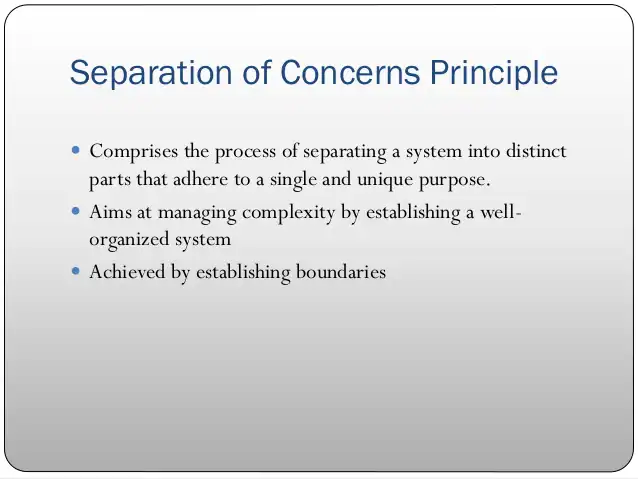 Separation of Concerns Principle
• Comprises the process of separating a system into distinct
parts that adhere to a single and unique purpose.
• Aims at managing complexity by establishing a well-
organized system
• Achieved by establishing boundaries